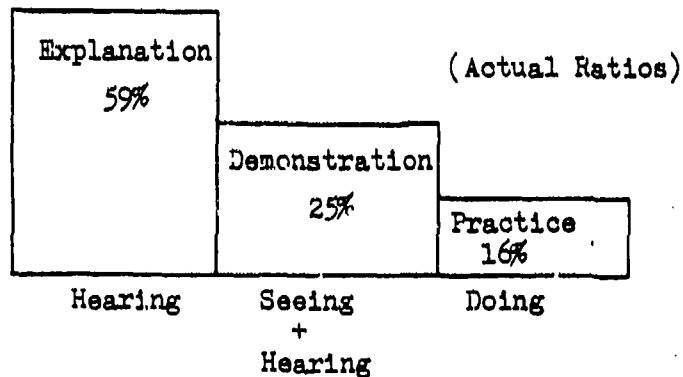 Explanation
59%
(Actual Ratios)
Demonstration
25%
Practice
16%
Hearing
Seeing
+
Hearing
Doing